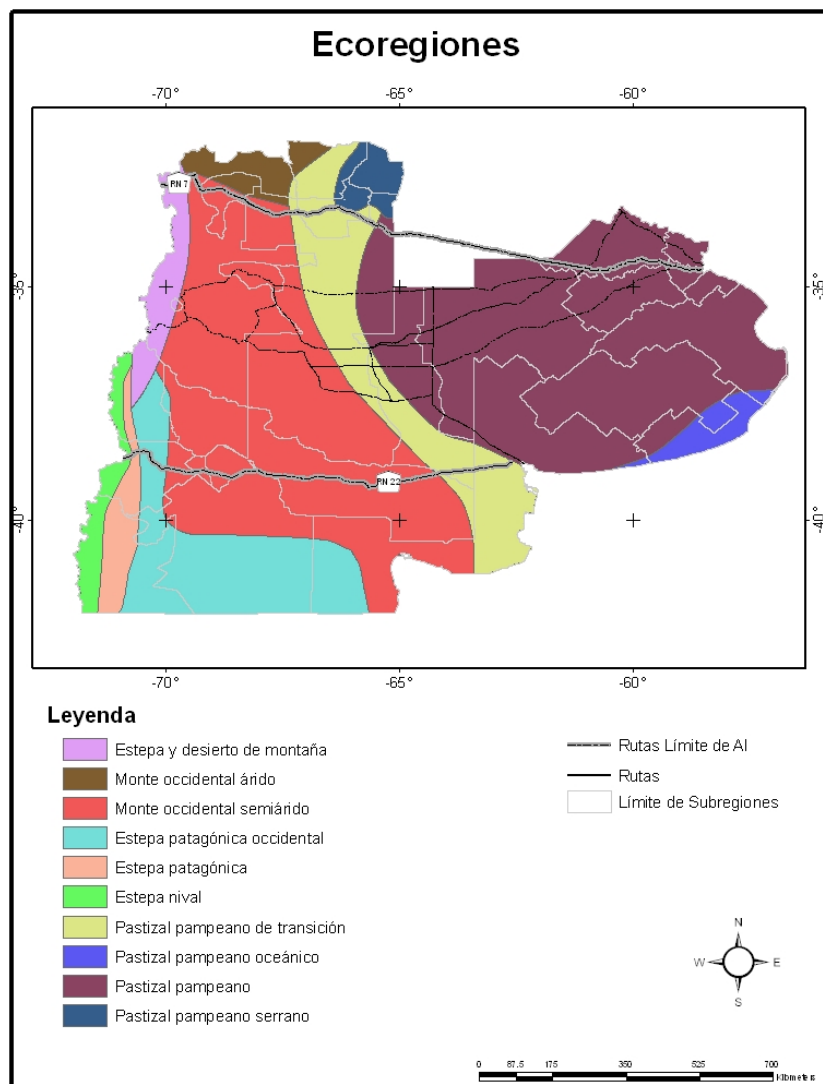 Ecoregiones
-70°
-65°
-60°
RN 7
-35°
-35°
RN 22
-40°
-40°
-70°
-65°
-60°
Leyenda
Estepa y desierto de montaña
Monte occidental árido
Monte occidental semiárido
Estepa patagónica occidental
Estepa patagónica
Estepa nival
Pastizal pampeano de transición
Pastizal pampeano oceánico
Pastizal pampeano
Pastizal pampeano serrano
Rutas Límite de AI
Rutas
Límite de Subregiones
N
W
E
S
0 87.5 175 350 525 700
Kilometers